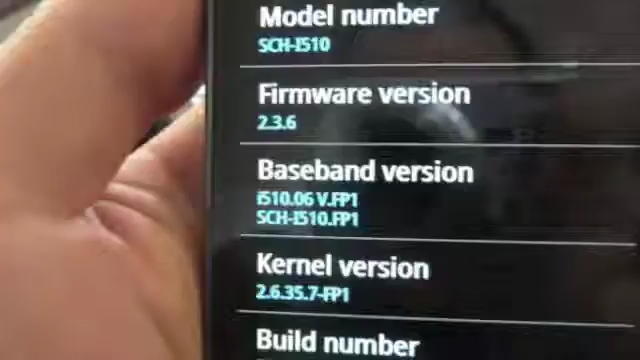 Model number
SCH-I510
Firmware version
2.3.6
Baseband version
i510.06 V.FP1
SCH-I510.FP1
Kernel version
2.6.35.7-FP1
Build number